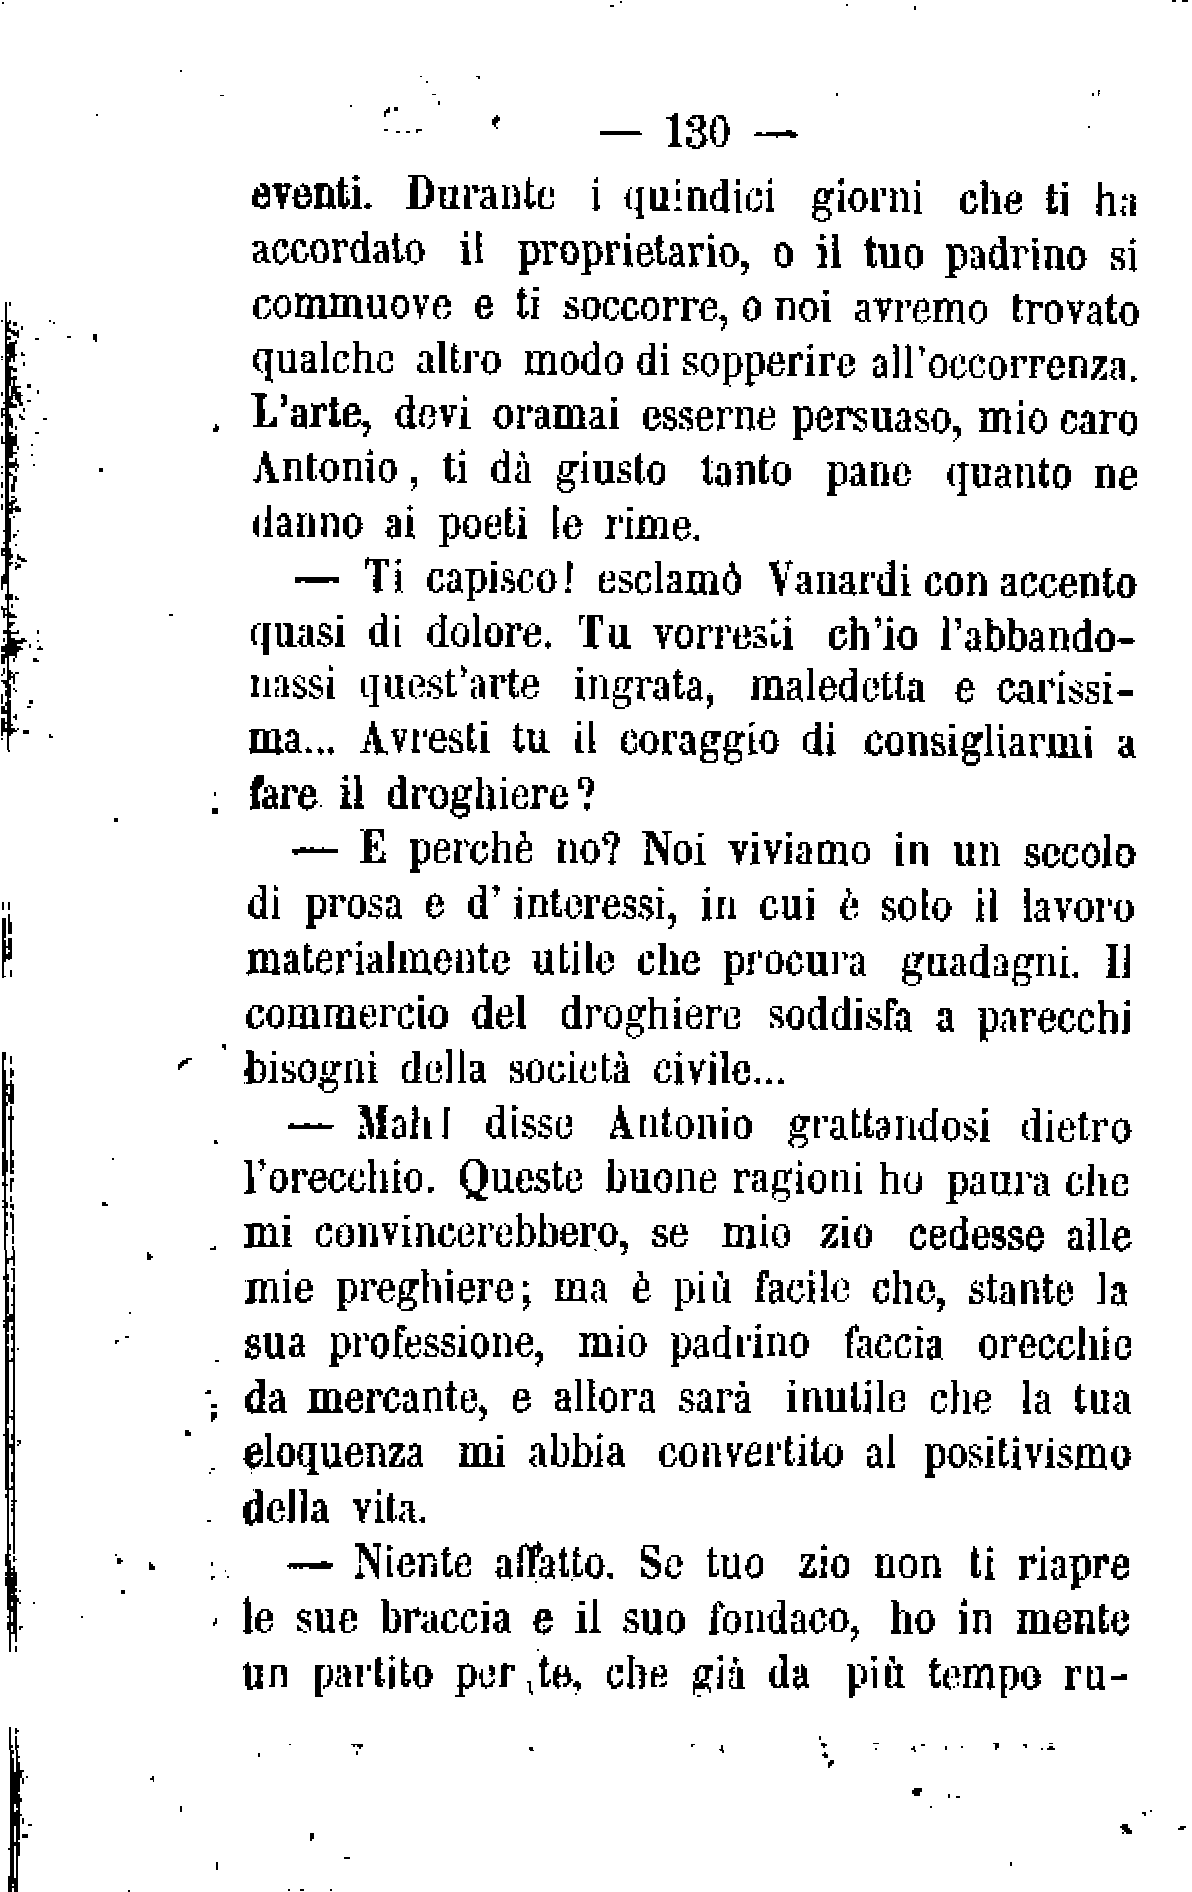 — 130 —
eventi. Durante i quindici giorni che ti ha
accordato il proprietario, o il tuo padrino si
commuove e ti soccorre, o noi avremo trovato
qualche altro modo di sopperire all'occorrenza.
L'arte, devi oramai esserne persuaso, mio caro
Antonio, ti dà giusto tanto pane quanto ne
danno ai poeti le rime.
— Ti capisco! esclamò Vanardi con accento
quasi di dolore. Tu vorresti ch'io l'abbando-
nassi quest'arte ingrata, maledetta e carissi-
ma... Avresti tu il coraggio di consigliarmi a
fare il droghiere?
— E perchè no? Noi viviamo in un secolo
di prosa e d' interessi, in cui è solo il lavoro
materialmente utile che procura guadagni. Il
commercio del droghiere soddisfa a parecchi
bisogni della società civile...
— Mah! disse Antonio grattandosi dietro
l'orecchio. Queste buone ragioni ho paura che
mi convincerebbero, se mio zio cedesse alle
mie preghiere; ma è più facile che, stante la
sua professione, mio padrino faccia orecchie
da mercante, e allora sarà inutile che la tua
eloquenza mi abbia convertito al positivismo
della vita.
— Niente affatto. Se tuo zio non ti riapre
le sue braccia e il suo fondaco, ho in mente
un partito per te, che già da più tempo ru-